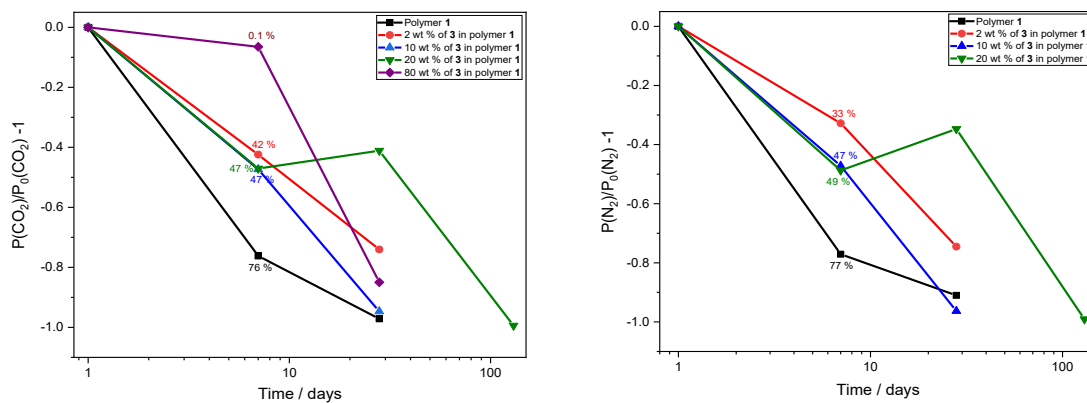 0.0
-0.2
-0.4
-0.6
-0.8
-1.0
P(CO2)/P0(CO2) -1
1
10
100
Time / days
Polymer 1
2 wt % of 3 in polymer 1
10 wt % of 3 in polymer 1
20 wt % of 3 in polymer 1
80 wt % of 3 in polymer 1
0.1 %
42 %
47 %
47 %
76 %
0.0
-0.2
-0.4
-0.6
-0.8
-1.0
P(N2)/P0(N2) -1
1
10
100
Time / days
Polymer 1
2 wt % of 3 in polymer 1
10 wt % of 3 in polymer 1
20 wt % of 3 in polymer 1
33 %
47 %
49 %
77 %